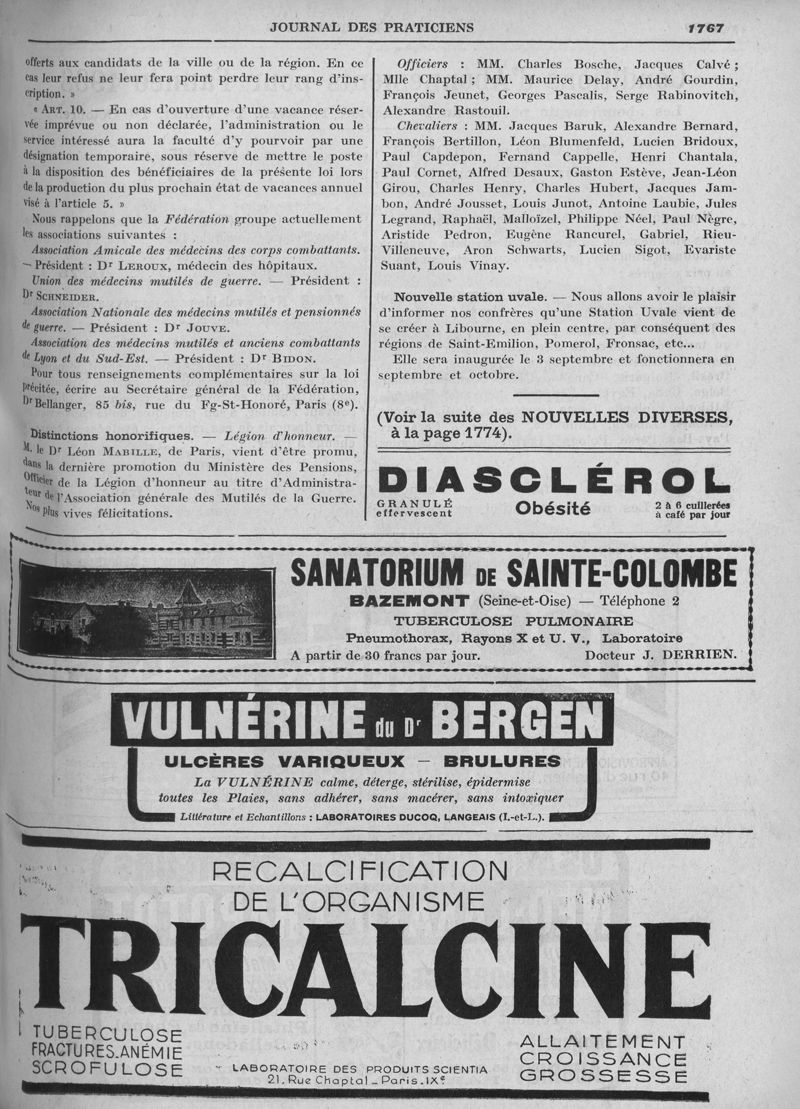 JOURNAL DES PRATICIENS 1767
offerts aux candidats de la ville ou de la région. En ce
cas leur refus ne leur fera point perdre leur rang d'ins-
cription. »
« ART. 10. — En cas d'ouverture d'une vacance réser-
vée imprévue ou non déclarée, l'administration ou le
service intéressé aura la faculté d'y pourvoir par une
désignation temporaire, sous réserve de mettre le poste
à la disposition des bénéficiaires de la présente loi lors
de la production du plus prochain état de vacances annuel
visé à l'article 5. »
Nous rappelons que la Fédération groupe actuellement
les associations suivantes :
Association Amicale des médecins des corps combattants.
— Président : Dr LEROUX, médecin des hôpitaux.
Union des médecins mutilés de guerre. — Président :
Dr SCHNEIDER.
Association Nationale des médecins mutilés et pensionnés
de guerre. — Président : Dr JOUVE.
Association des médecins mutilés et anciens combattants
de Lyon et du Sud-Est. — Président : Dr BIDON.
Pour tous renseignements complémentaires sur la loi
précitée, écrire au Secrétaire général de la Fédération,
Dr Bellanger, 85 bis, rue du Fg-St-Honoré, Paris (8e).
Distinctions honorifiques. — Légion d'honneur. —
M. le Dr Léon MABILLE, de Paris, vient d'être promu,
dans la dernière promotion du Ministère des Pensions,
Officier de la Légion d'honneur au titre d'Administra-
teur de l'Association générale des Mutilés de la Guerre.
Nos plus vives félicitations.
Officiers : MM. Charles Bosche, Jacques Calvé ;
Mlle Chaptal ; MM. Maurice Delay, André Gourdin,
François Jeunet, Georges Pascalis, Serge Rabinovitch,
Alexandre Rastouil.
Chevaliers : MM. Jacques Baruk, Alexandre Bernard,
François Bertillon, Léon Blumenfeld, Lucien Bridoux,
Paul Capdepon, Fernand Cappelle, Henri Chantala,
Paul Cornet, Alfred Desaux, Gaston Estève, Jean-Léon
Girou, Charles Henry, Charles Hubert, Jacques Jam-
bon, André Jousset, Louis Junot, Antoine Laubie, Jules
Legrand, Raphaël, Malloïzel, Philippe Néel, Paul Nègre,
Aristide Pedron, Eugène Rancurel, Gabriel, Rieu-
Villeneuve, Aron Schwarts, Lucien Sigot, Evariste
Suant, Louis Vinay.
Nouvelle station uvale. — Nous allons avoir le plaisir
d'informer nos confrères qu'une Station Uvale vient de
se créer à Libourne, en plein centre, par conséquent des
régions de Saint-Emilion, Pomerol, Fronsac, etc...
Elle sera inaugurée le 3 septembre et fonctionnera en
septembre et octobre.
(Voir la suite des NOUVELLES DIVERSES,
à la page 1774).
DIASCLÉROL
GRANULÉ
effervescent
Obésité
2 à 6 cuillerées
à café par jour
SANATORIUM DE SAINTE-COLOMBE
BAZEMONT (Seine-et-Oise) — Téléphone 2
TUBERCULOSE PULMONAIRE
Pneumothorax, Rayons X et U. V., Laboratoire
A partir de 30 francs par jour. Docteur J. DERRIEN.
VULNÉRINE du Dr BERGEN
ULCÈRES VARIQUEUX — BRULURES
La VULNÉRINE calme, déterge, stérilise, épidermise
toutes les Plaies, sans adhérer, sans macérer, sans intoxiquer
Littérature et Echantillons : LABORATOIRES DUCOQ, LANGEAIS (I.-et-L.).
RECALCIFICATION
DE L'ORGANISME
TRICALCINE
TUBERCULOSE
FRACTURES.ANÉMIE
SCROFULOSE
LABORATOIRE DES PRODUITS SCIENTIA
21, Rue Chaptal _ Paris. IXe
ALLAITEMENT
CROISSANCE
GROSSESSE